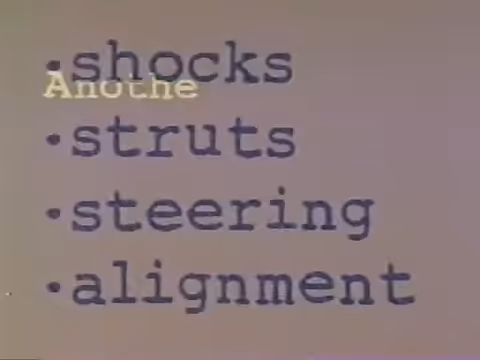 •shocks
Anothe
•struts
•steering
•alignment